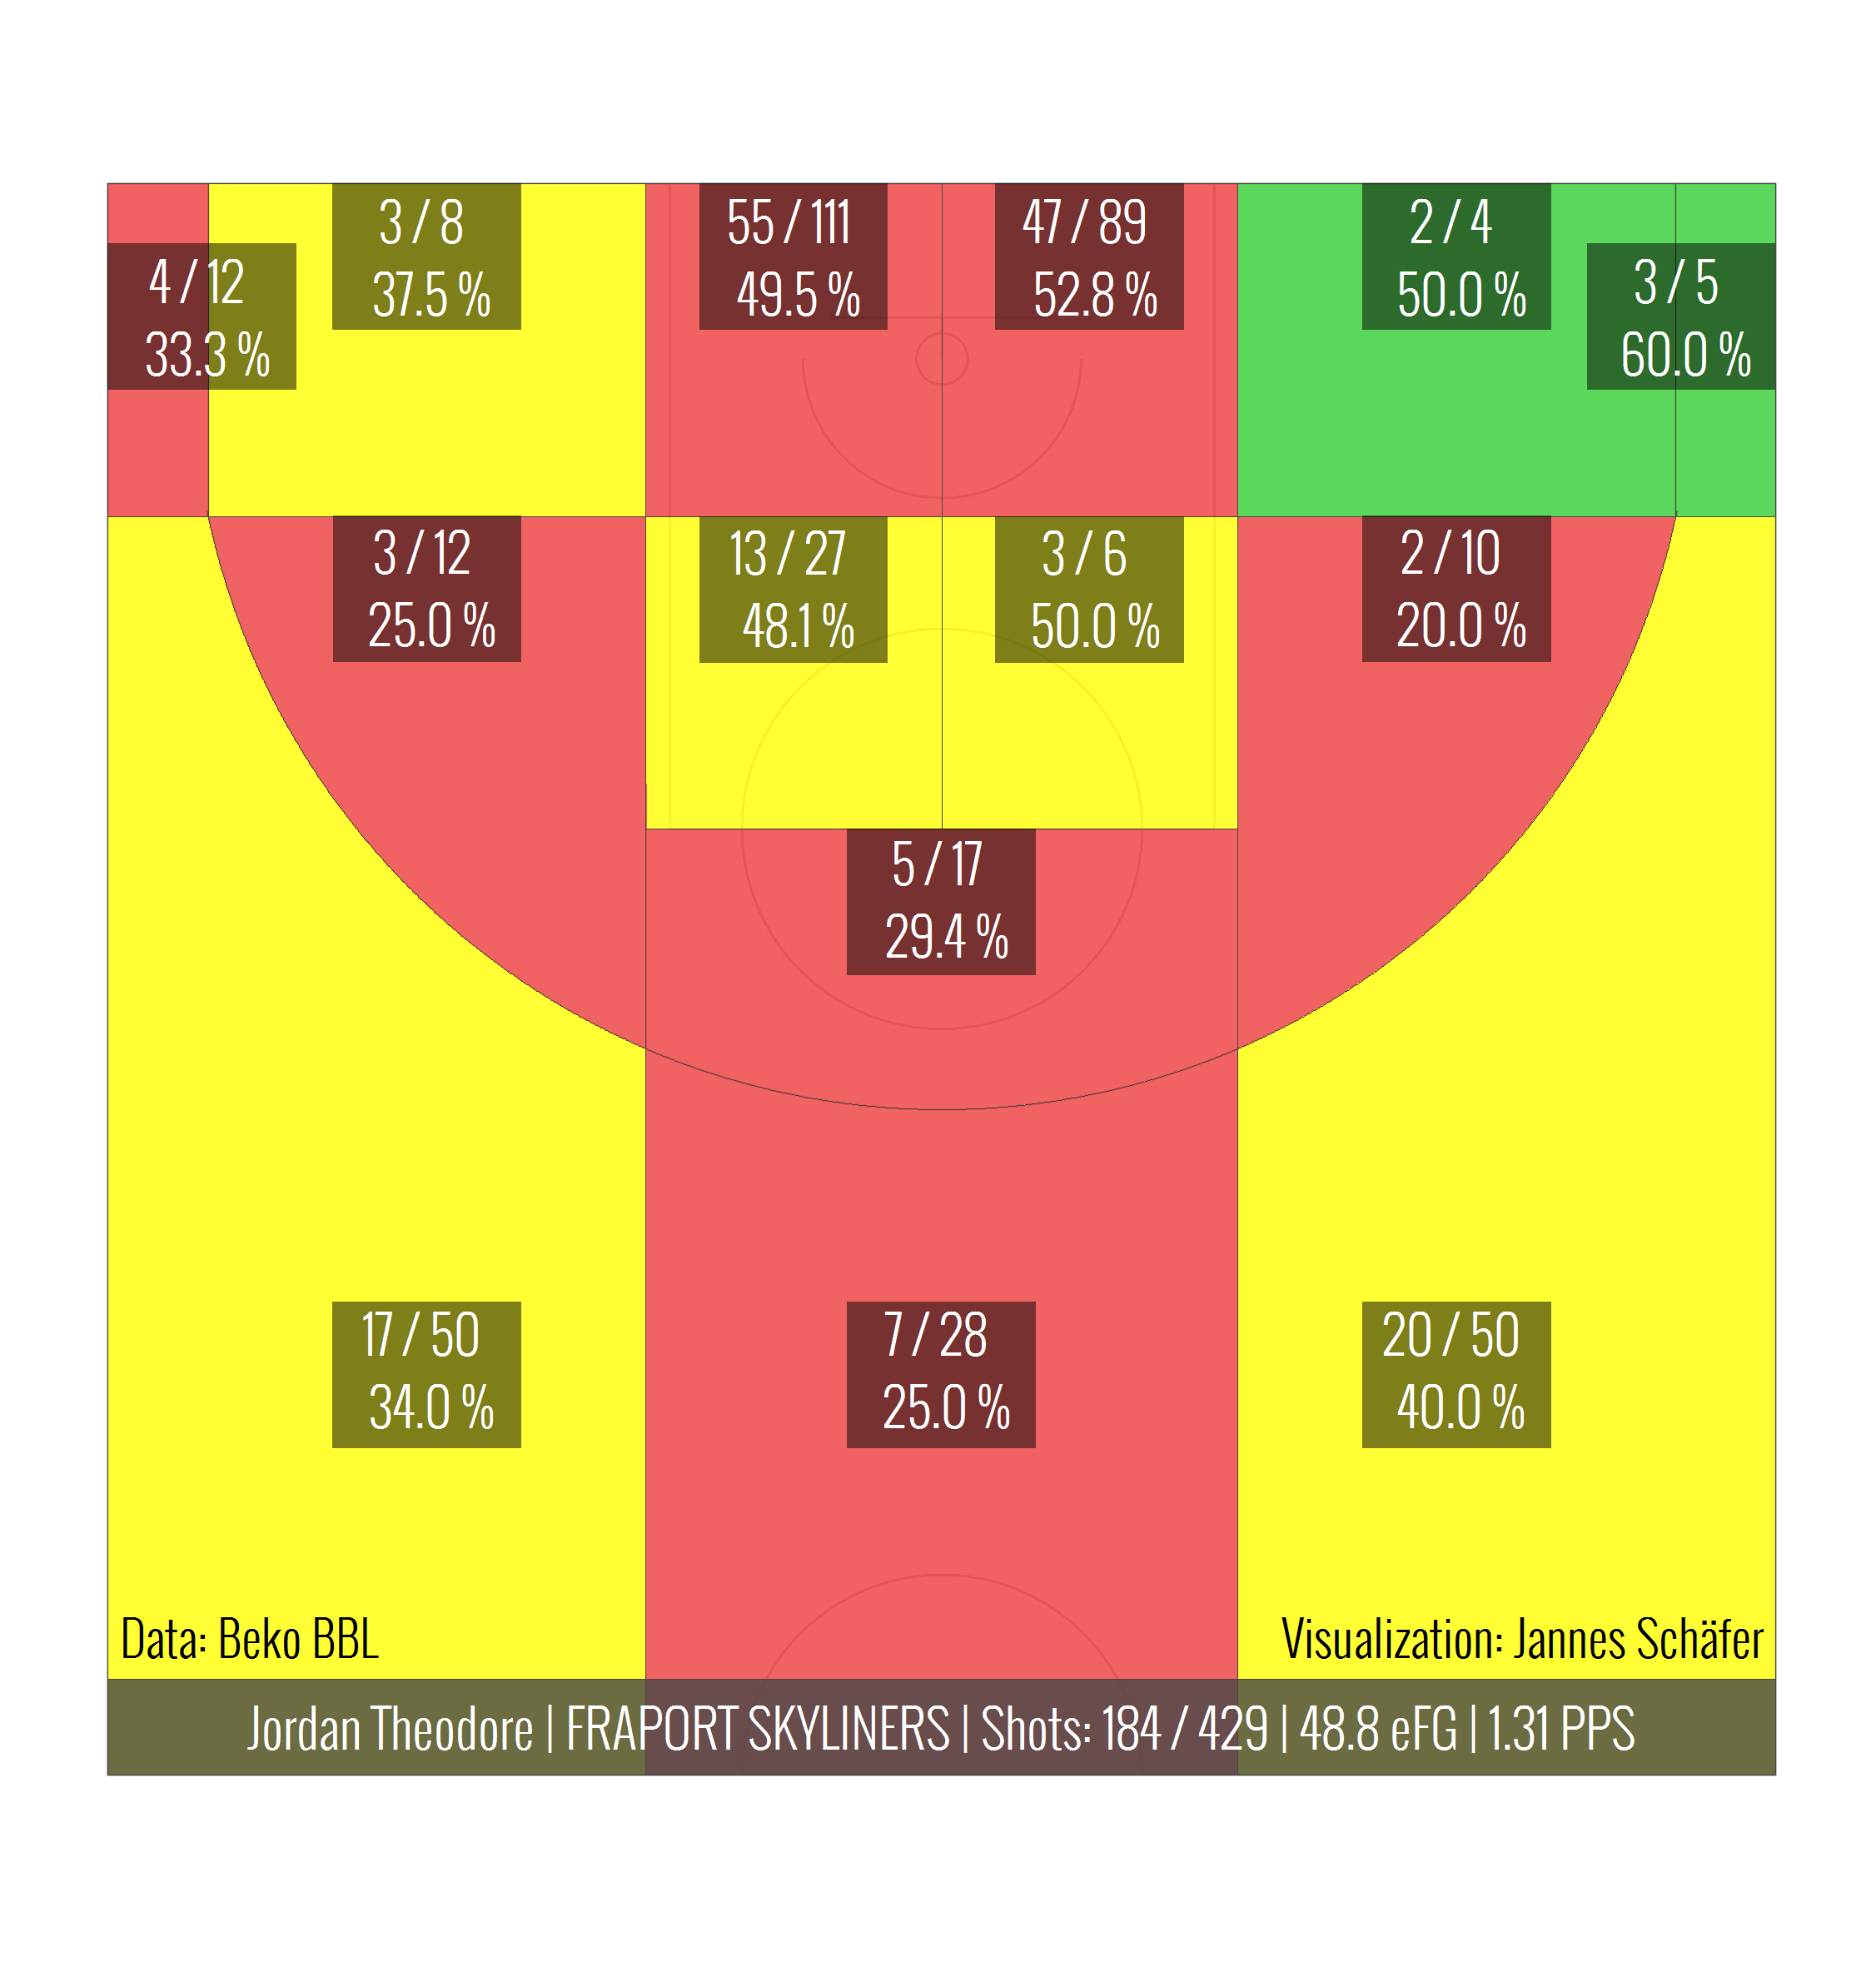 3 / 8
37.5 %
55 / 111
49.5 %
47 / 89
52.8 %
2 / 4
50.0 %
4 / 12
33.3 %
3 / 5
60.0 %
3 / 12
25.0 %
13 / 27
48.1 %
3 / 6
50.0 %
2 / 10
20.0 %
5 / 17
29.4 %
17 / 50
34.0 %
7 / 28
25.0 %
20 / 50
40.0 %
Data: Beko BBL
Visualization: Jannes Schäfer
Jordan Theodore | FRAPORT SKYLINERS | Shots: 184 / 429 | 48.8 eFG | 1.31 PPS